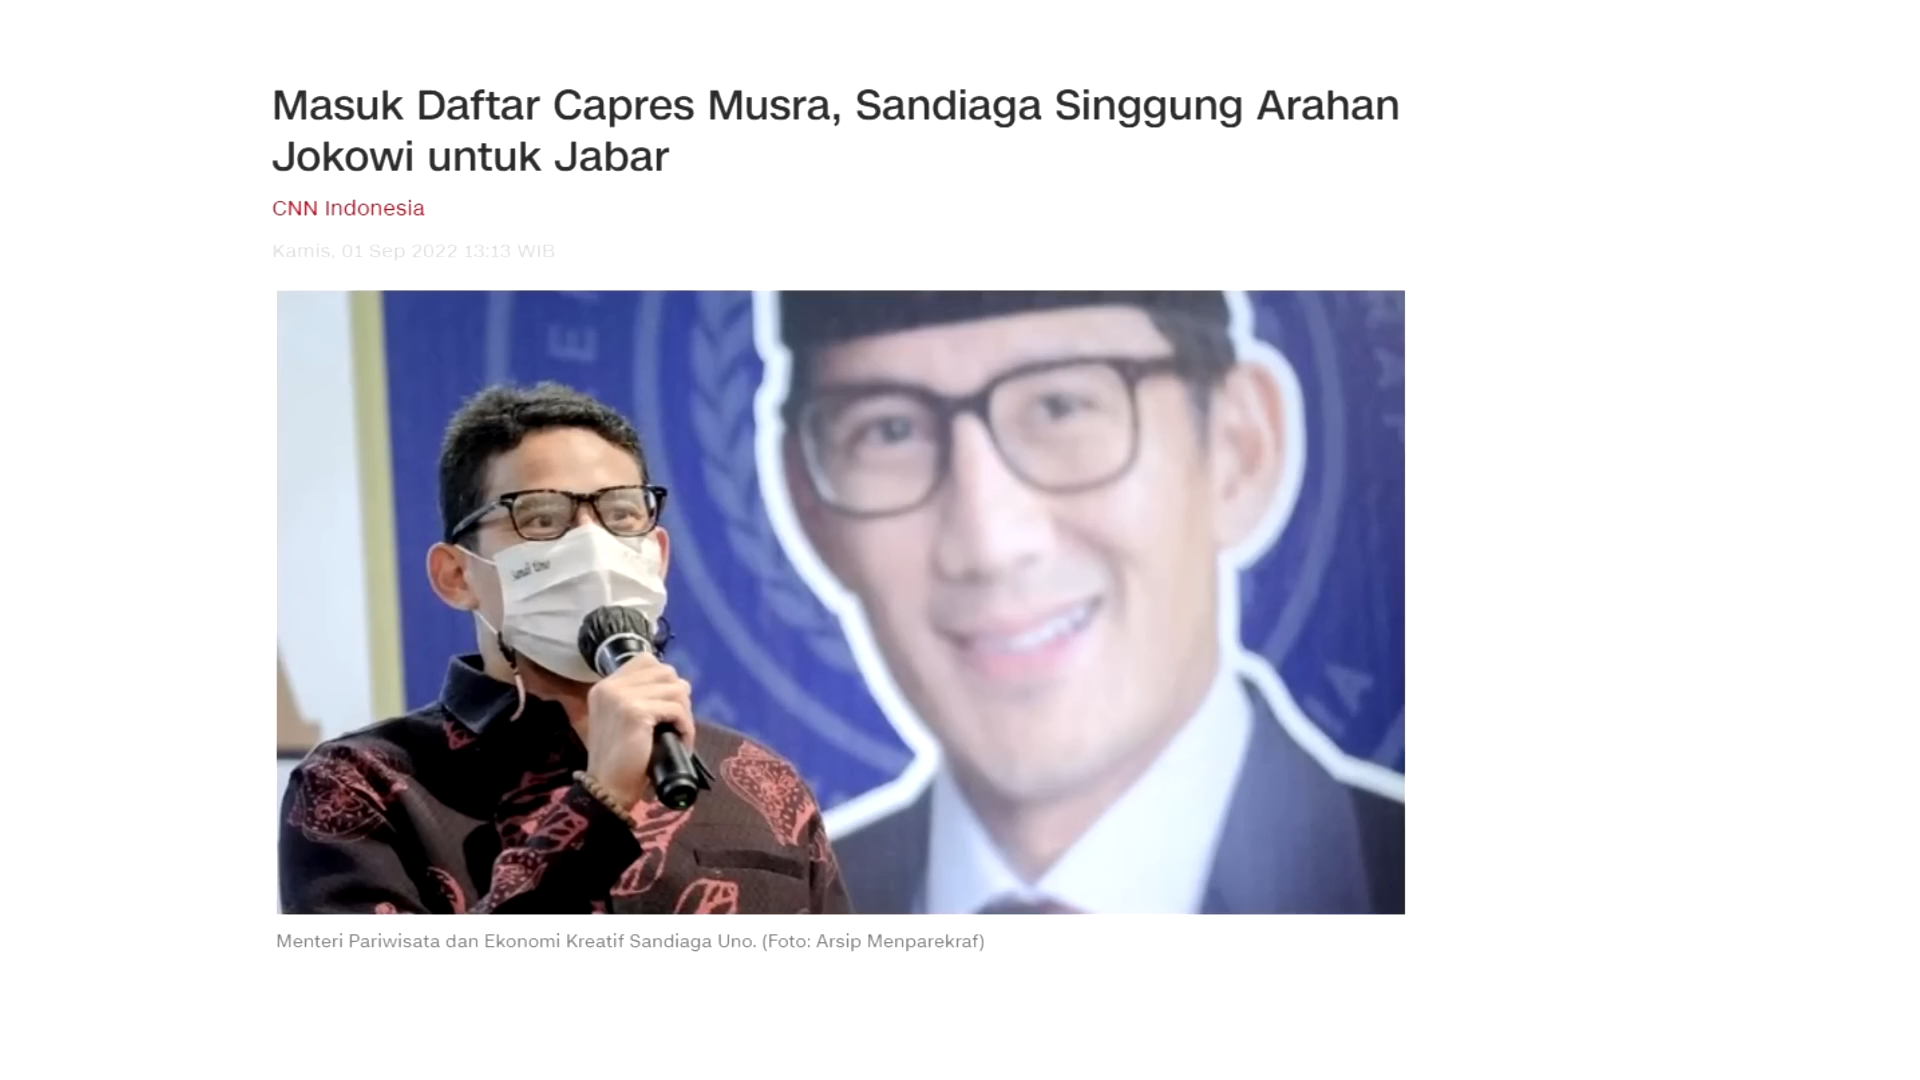 Masuk Daftar Capres Musra, Sandiaga Singgung Arahan
Jokowi untuk Jabar
CNN Indonesia
Kamis, 01 Sep 2022 13:13 WIB
Menteri Pariwisata dan Ekonomi Kreatif Sandiaga Uno. (Foto: Arsip Menparekraf)